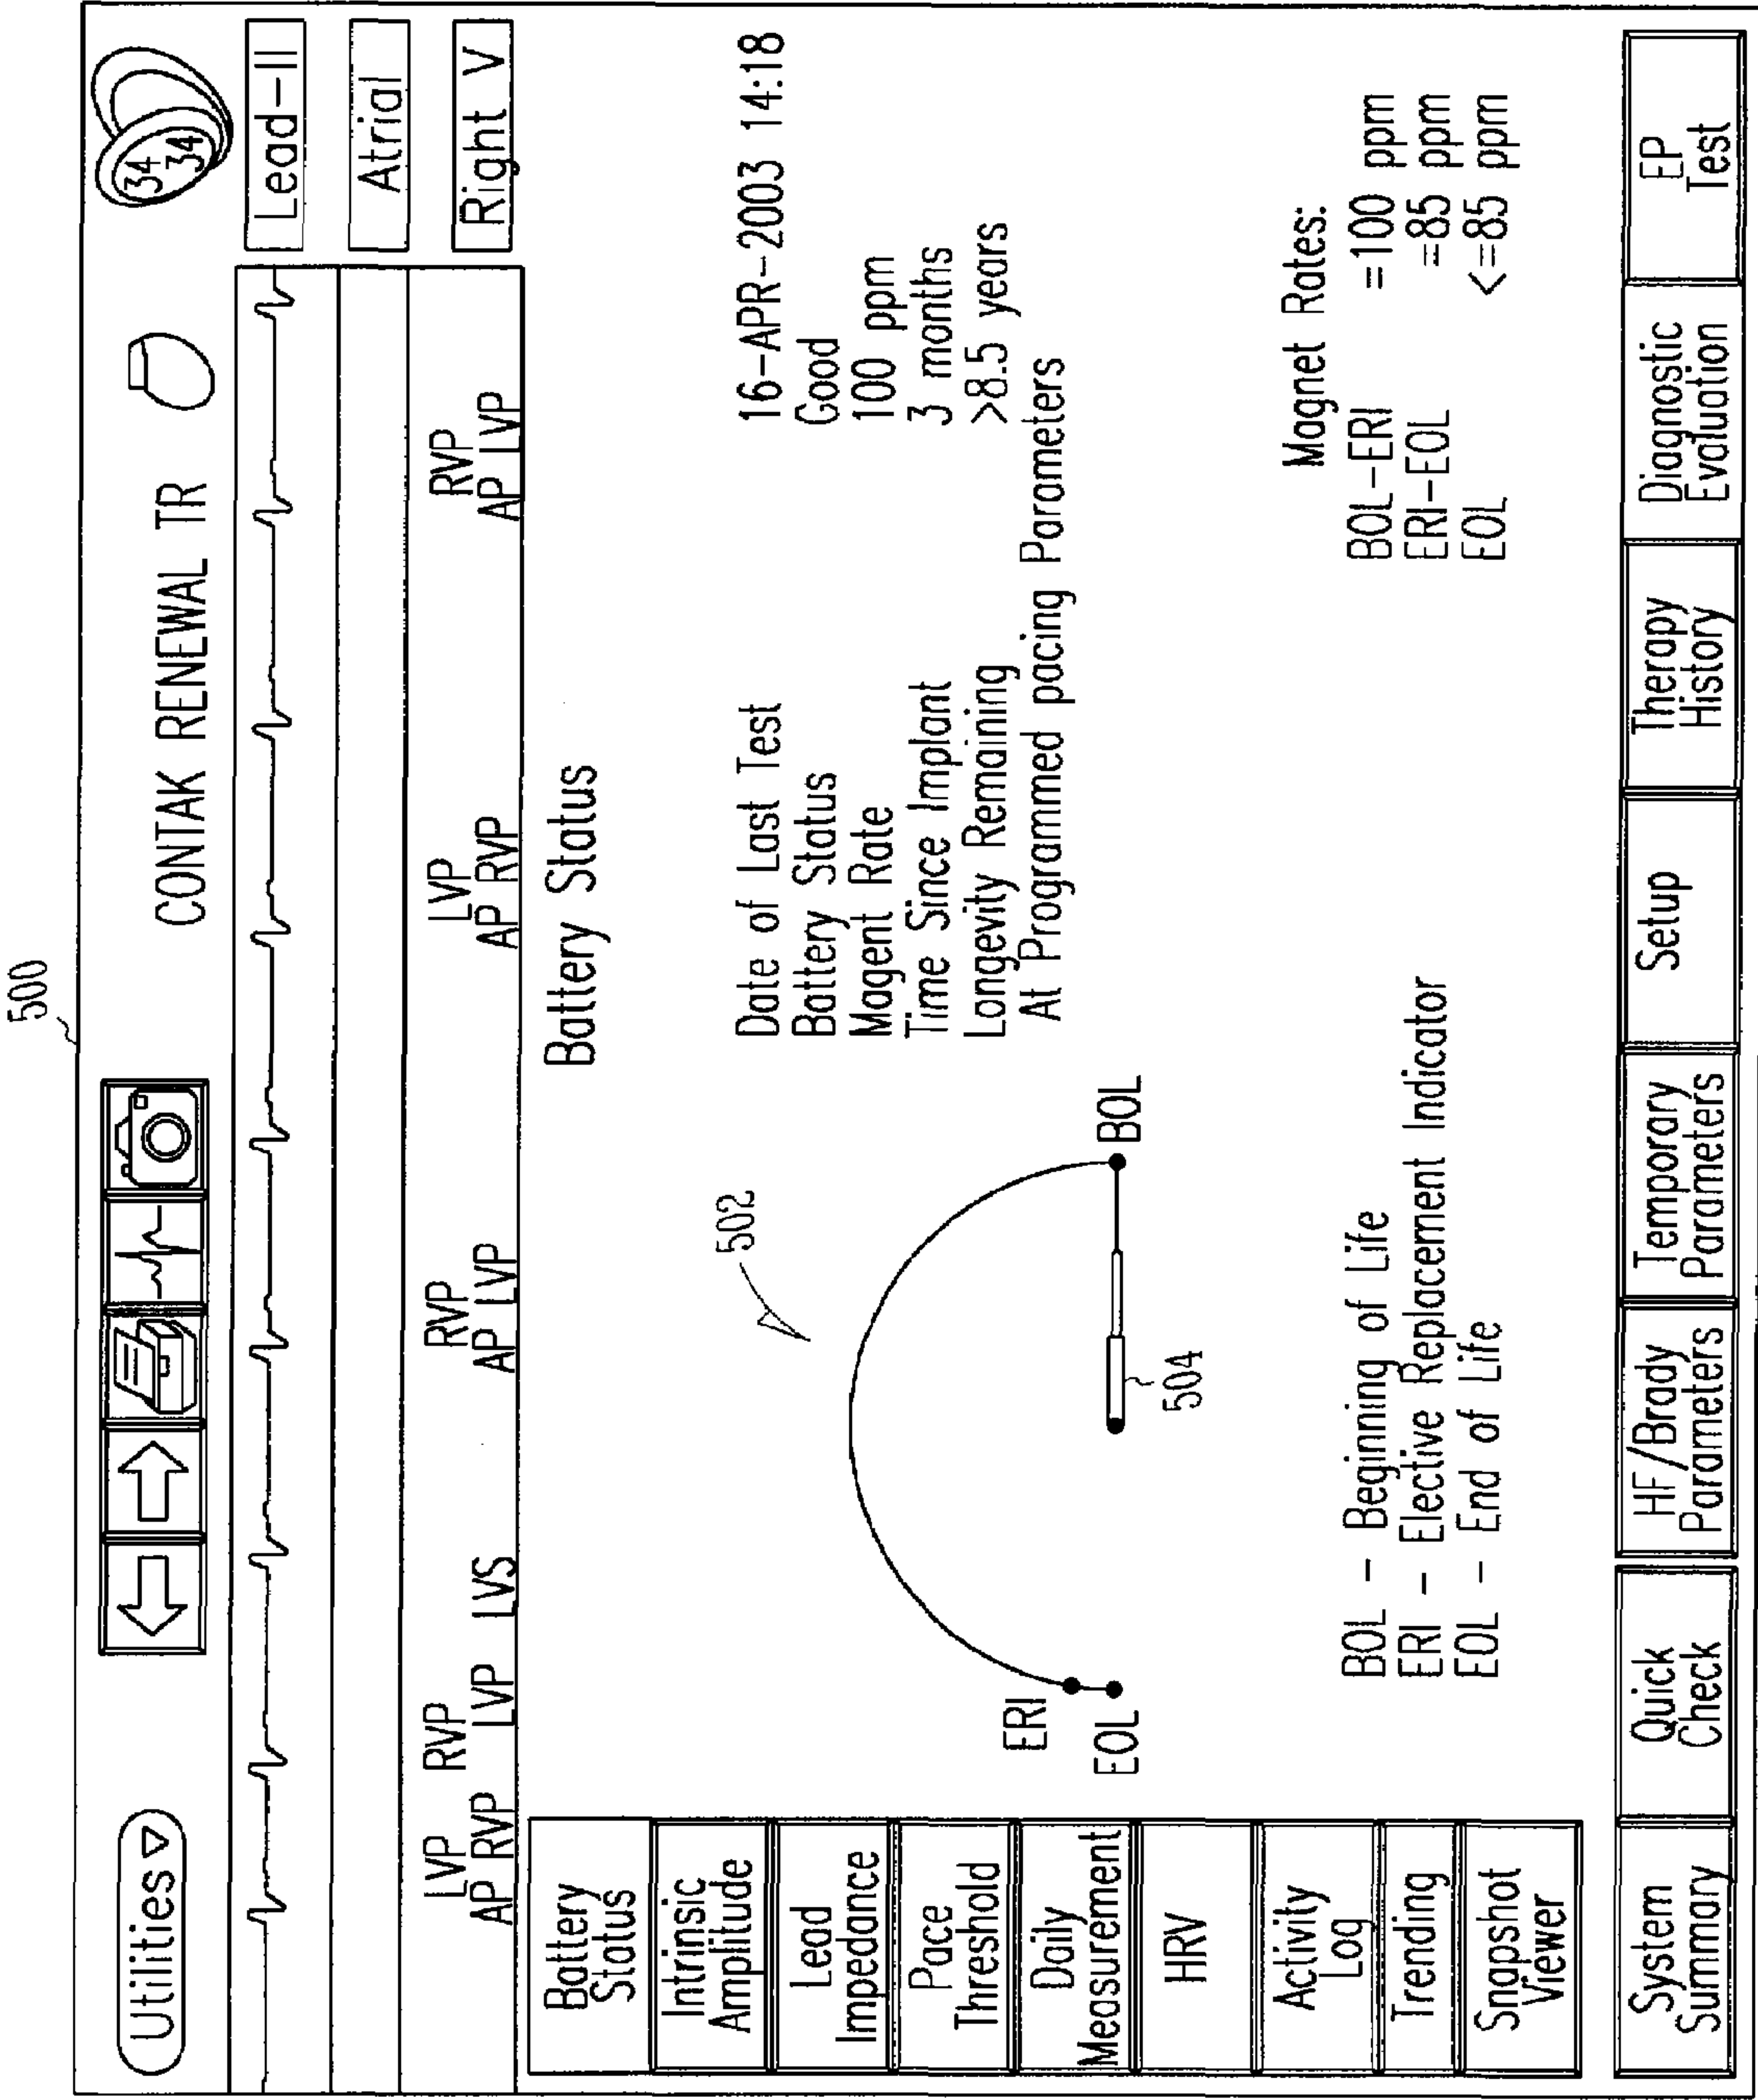 500
Utilities
CONTAK RENEWAL TR
34
34
Lead-II
Atrial
Right V
LVP RVP RVP LVP RVP
AP RVP LVP LVS AP LVP AP RVP AP LVP
Battery Status
Battery
Status
Intrinsic
Amplitude
Lead
Impedance
Pace
Threshold
Daily
Measurement
HRV
Activity
Log
Trending
Snapshot
Viewer
502
ERI
EOL
BOL
504
Date of Last Test 16-APR-2003 14:18
Battery Status Good
Magent Rate 100 ppm
Time Since Implant 3 months
Longevity Remaining >8.5 years
At Programmed pacing Parameters
BOL - Beginning of Life
ERI - Elective Replacement Indicator
EOL - End of Life
Magnet Rates:
BOL-ERI =100 ppm
ERI-EOL =85 ppm
EOL <=85 ppm
System
Summary
Quick
Check
HF/Brady
Parameters
Temporary
Parameters
Setup
Therapy
History
Diagnostic
Evaluation
EP
Test